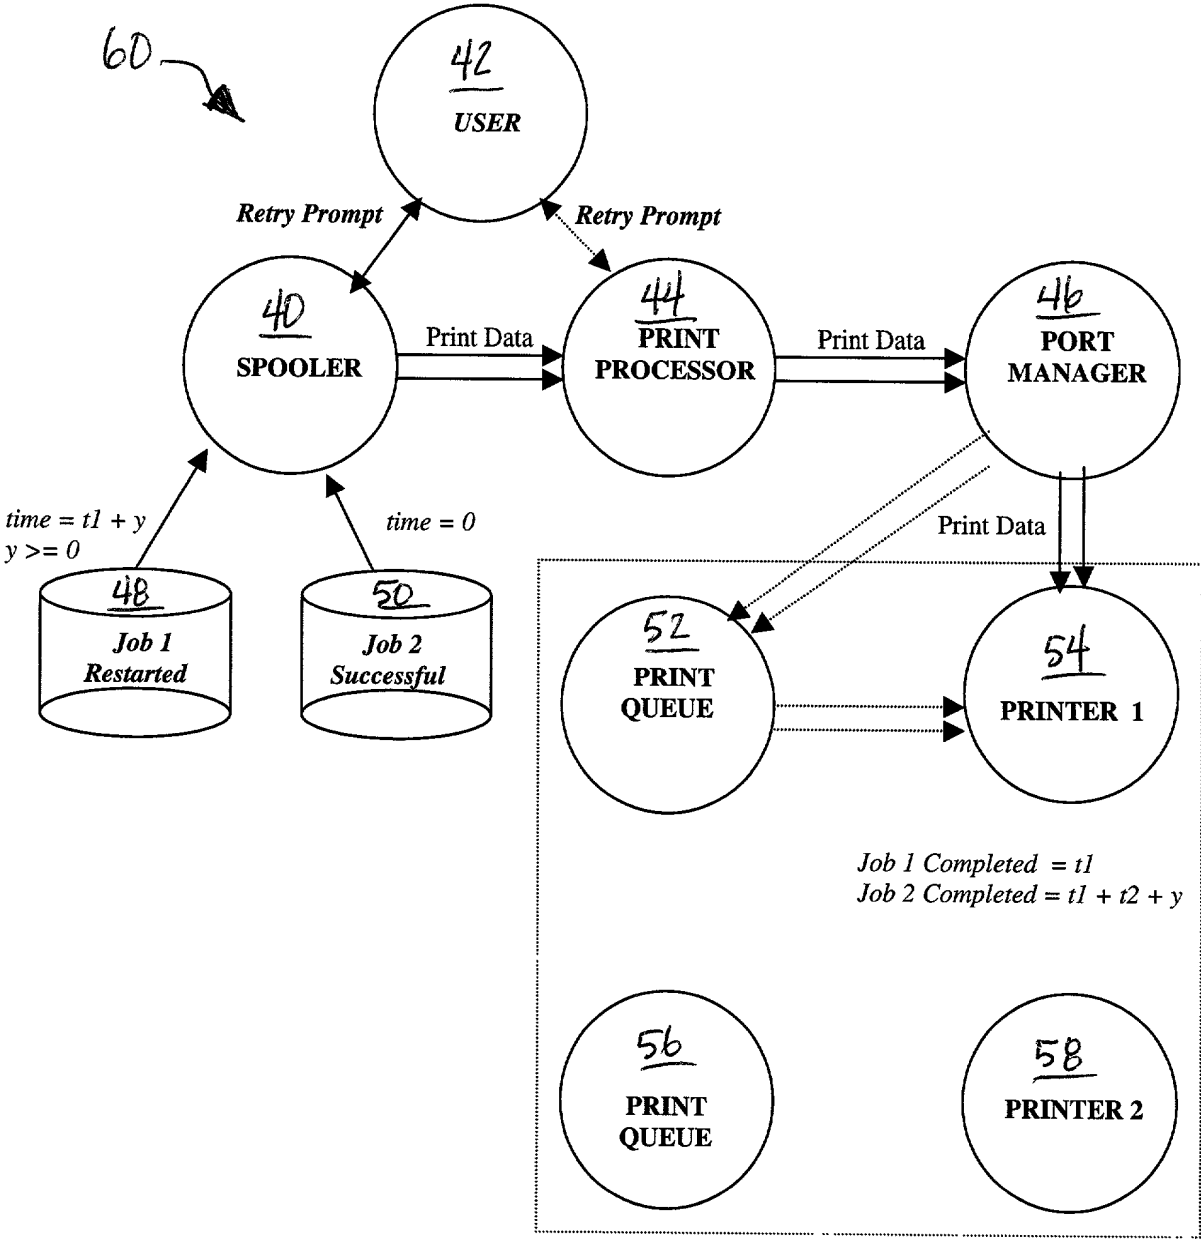 60
42
USER
Retry Prompt
Retry Prompt
40
SPOOLER
Print Data
44
PRINT
PROCESSOR
Print Data
46
PORT
MANAGER
time = t1 + y
y >= 0
time = 0
Print Data
48
Job 1
Restarted
50
Job 2
Successful
52
PRINT
QUEUE
54
PRINTER 1
Job 1 Completed = t1
Job 2 Completed = t1 + t2 + y
56
PRINT
QUEUE
58
PRINTER 2